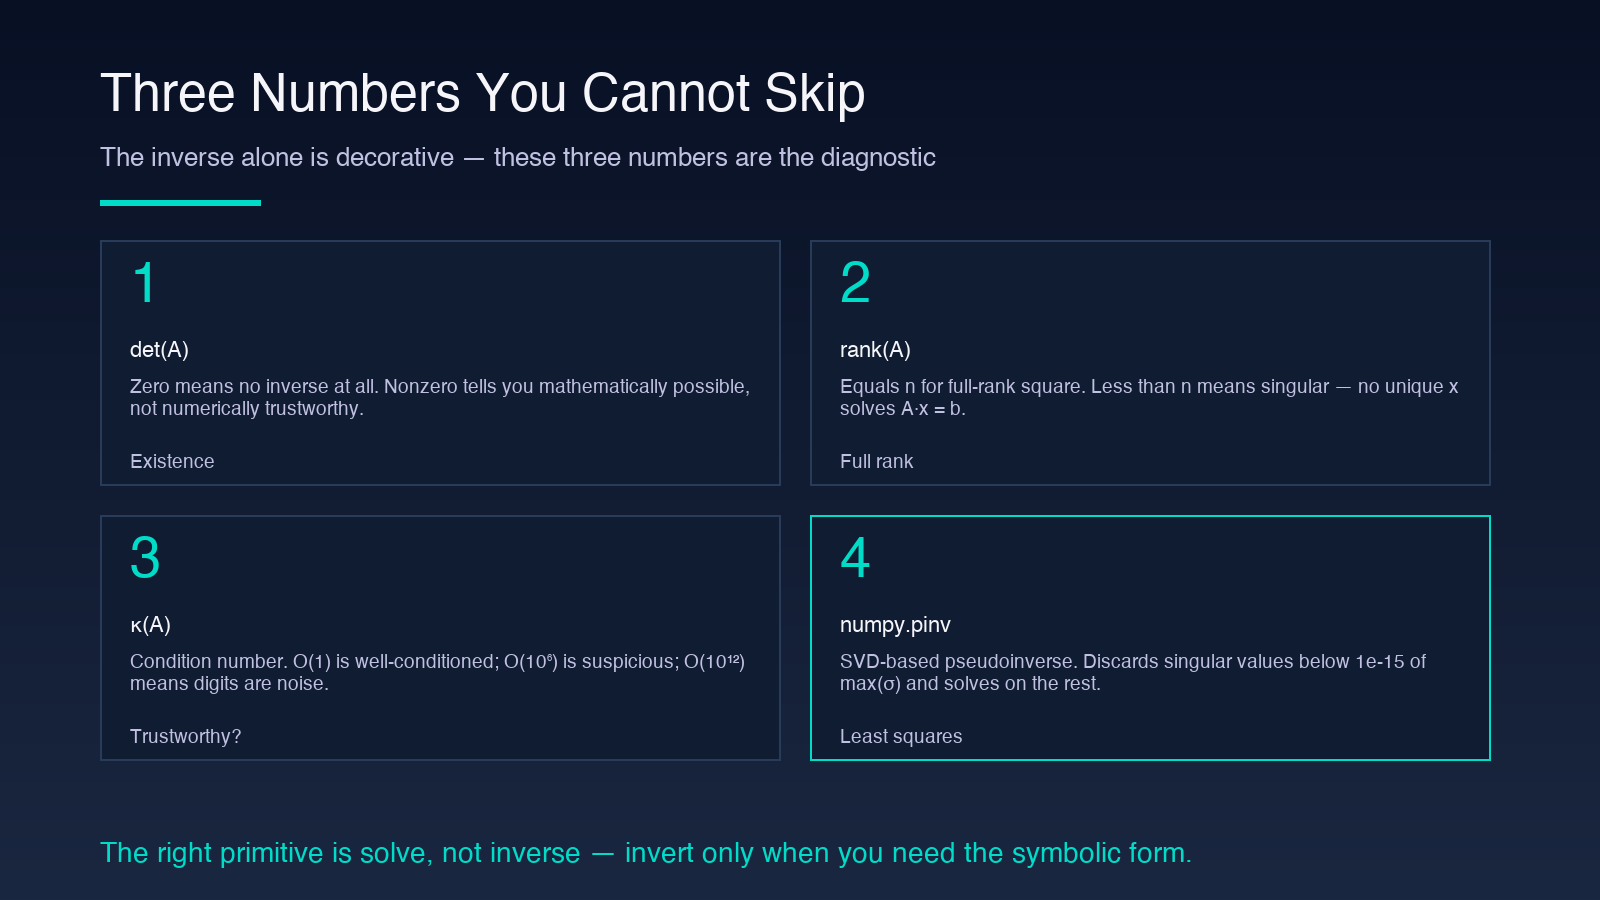 Three Numbers You Cannot Skip
The inverse alone is decorative — these three numbers are the diagnostic
1
det(A)
Zero means no inverse at all. Nonzero tells you mathematically possible,
not numerically trustworthy.
Existence
2
rank(A)
Equals n for full-rank square. Less than n means singular — no unique x
solves A·x = b.
Full rank
3
κ(A)
Condition number. O(1) is well-conditioned; O(10⁶) is suspicious; O(10¹²)
means digits are noise.
Trustworthy?
4
numpy.pinv
SVD-based pseudoinverse. Discards singular values below 1e-15 of
max(σ) and solves on the rest.
Least squares
The right primitive is solve, not inverse — invert only when you need the symbolic form.